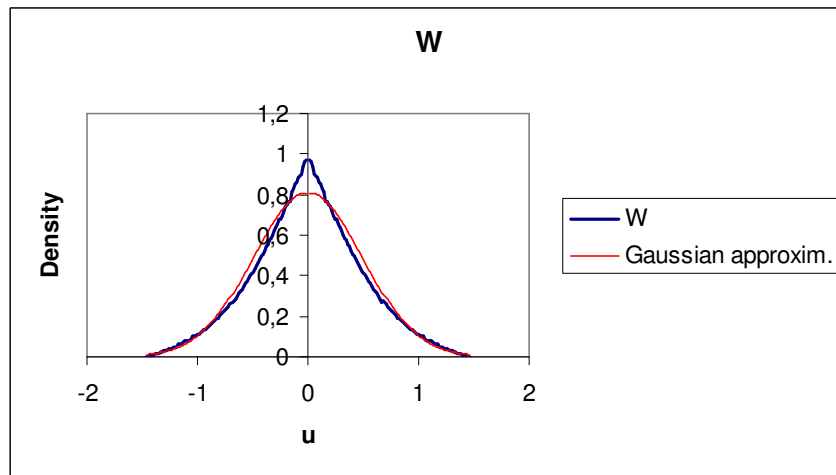 W
1,2
1
0,8
0,6
0,4
0,2
0
-2 -1 0 1 2
Density
u
W
Gaussian approxim.